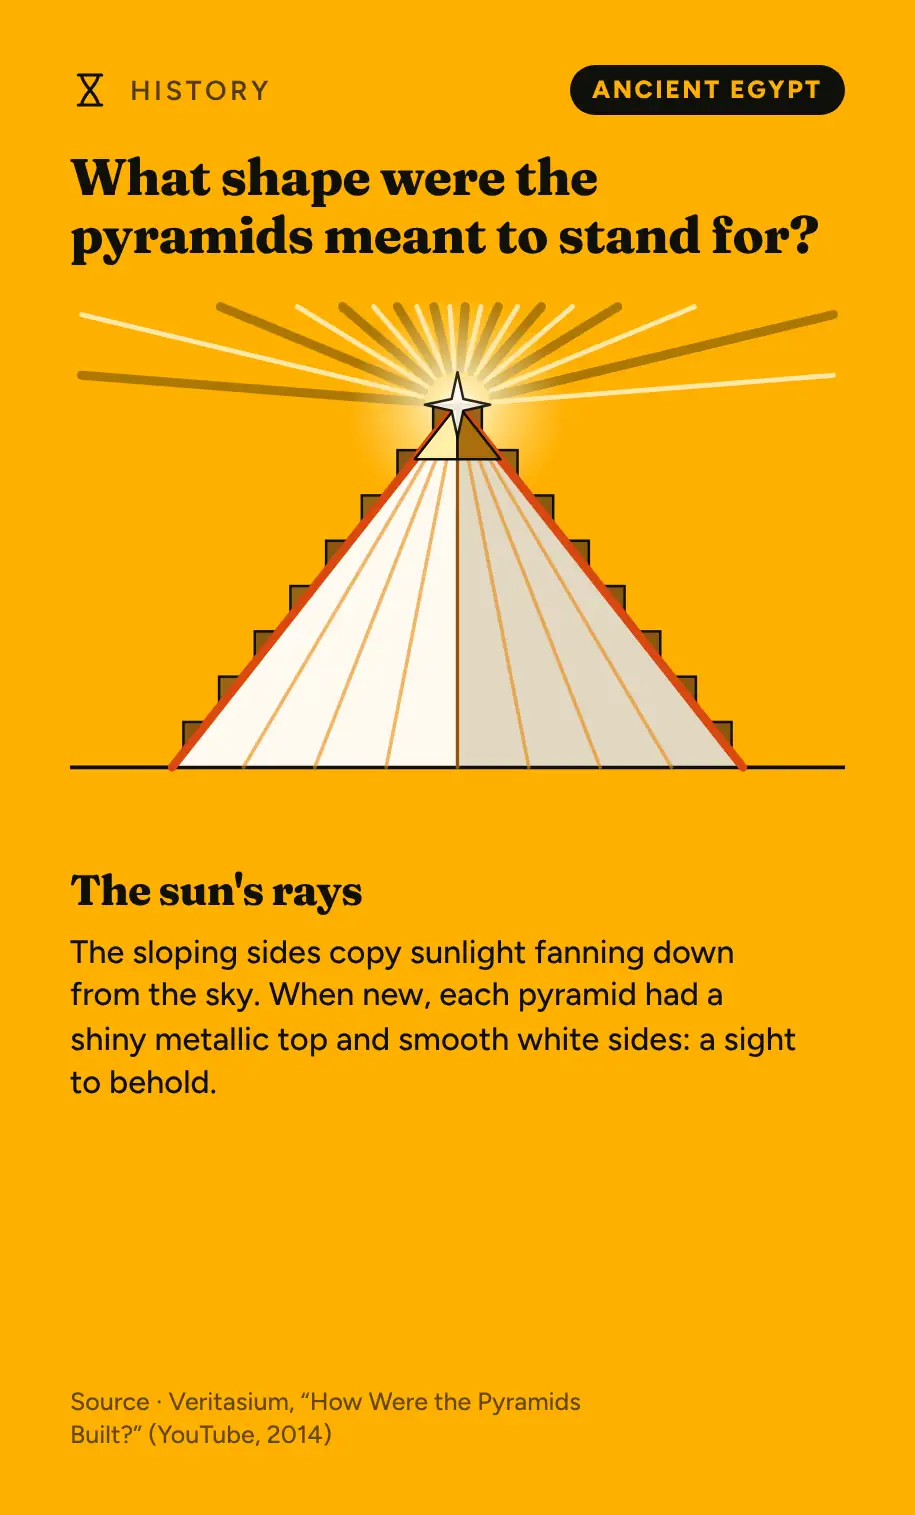 HISTORY
ANCIENT EGYPT
What shape were the
pyramids meant to stand for?
The sun's rays
The sloping sides copy sunlight fanning down
from the sky. When new, each pyramid had a
shiny metallic top and smooth white sides: a sight
to behold.
Source · Veritasium, “How Were the Pyramids
Built?” (YouTube, 2014)